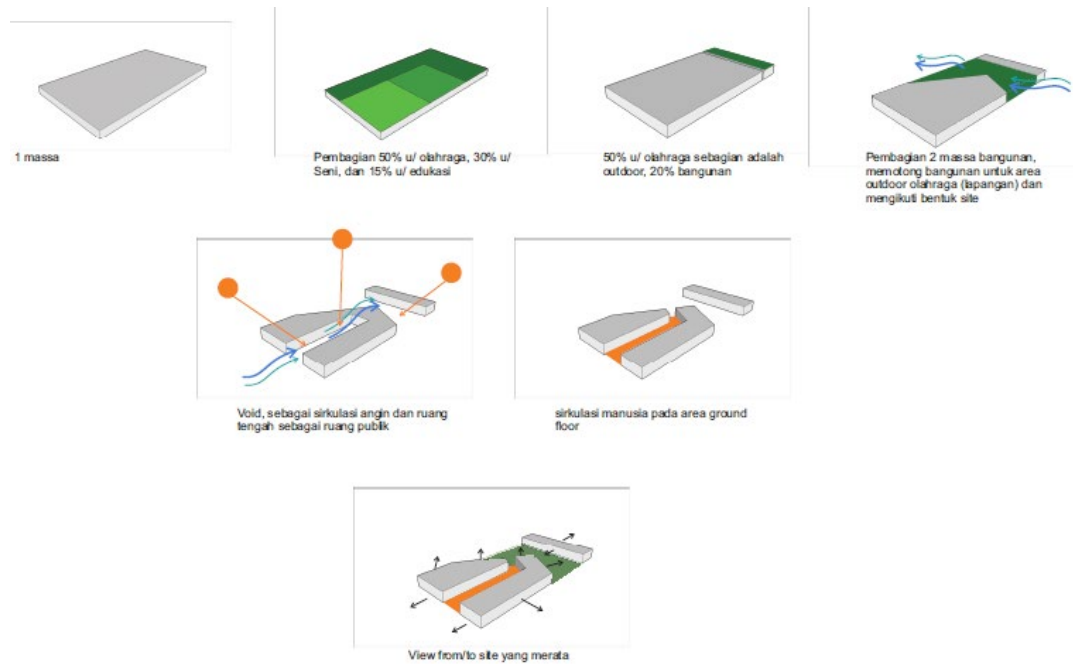 1 massa
Pembagian 50% u/ olahraga, 30% u/
Seni, dan 15% u/ edukasi
50% u/ olahraga sebagian adalah
outdoor, 20% bangunan
Pembagian 2 massa bangunan,
memotong bangunan untuk area
outdoor olahraga (lapangan) dan
mengikuti bentuk site
Void, sebagai sirkulasi angin dan ruang
tengah sebagai ruang publik
sirkulasi manusia pada area ground
floor
View from/to site yang merata